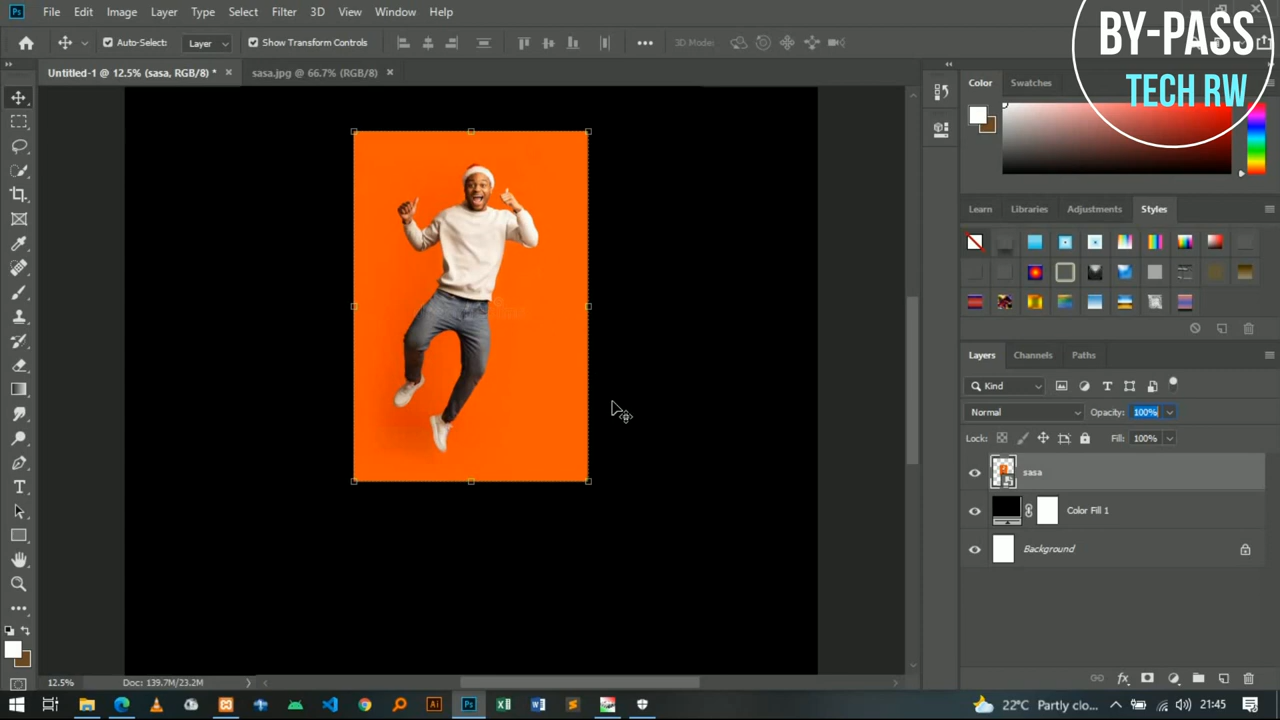 File Edit Image Layer Type Select Filter 3D View Window Help
Auto-Select: Layer Show Transform Controls 3D Mode:
BY-PASS
TECH RW
Untitled-1 @ 12.5% (sasa, RGB/8) * sasa.jpg @ 66.7% (RGB/8)
Color Swatches
Learn Libraries Adjustments Styles
Layers Channels Paths
Kind
Normal Opacity: 100%
Lock: Fill: 100%
sasa
Color Fill 1
Background
12.5% Doc: 139.7M/23.2M
22°C Partly clo... 21:45